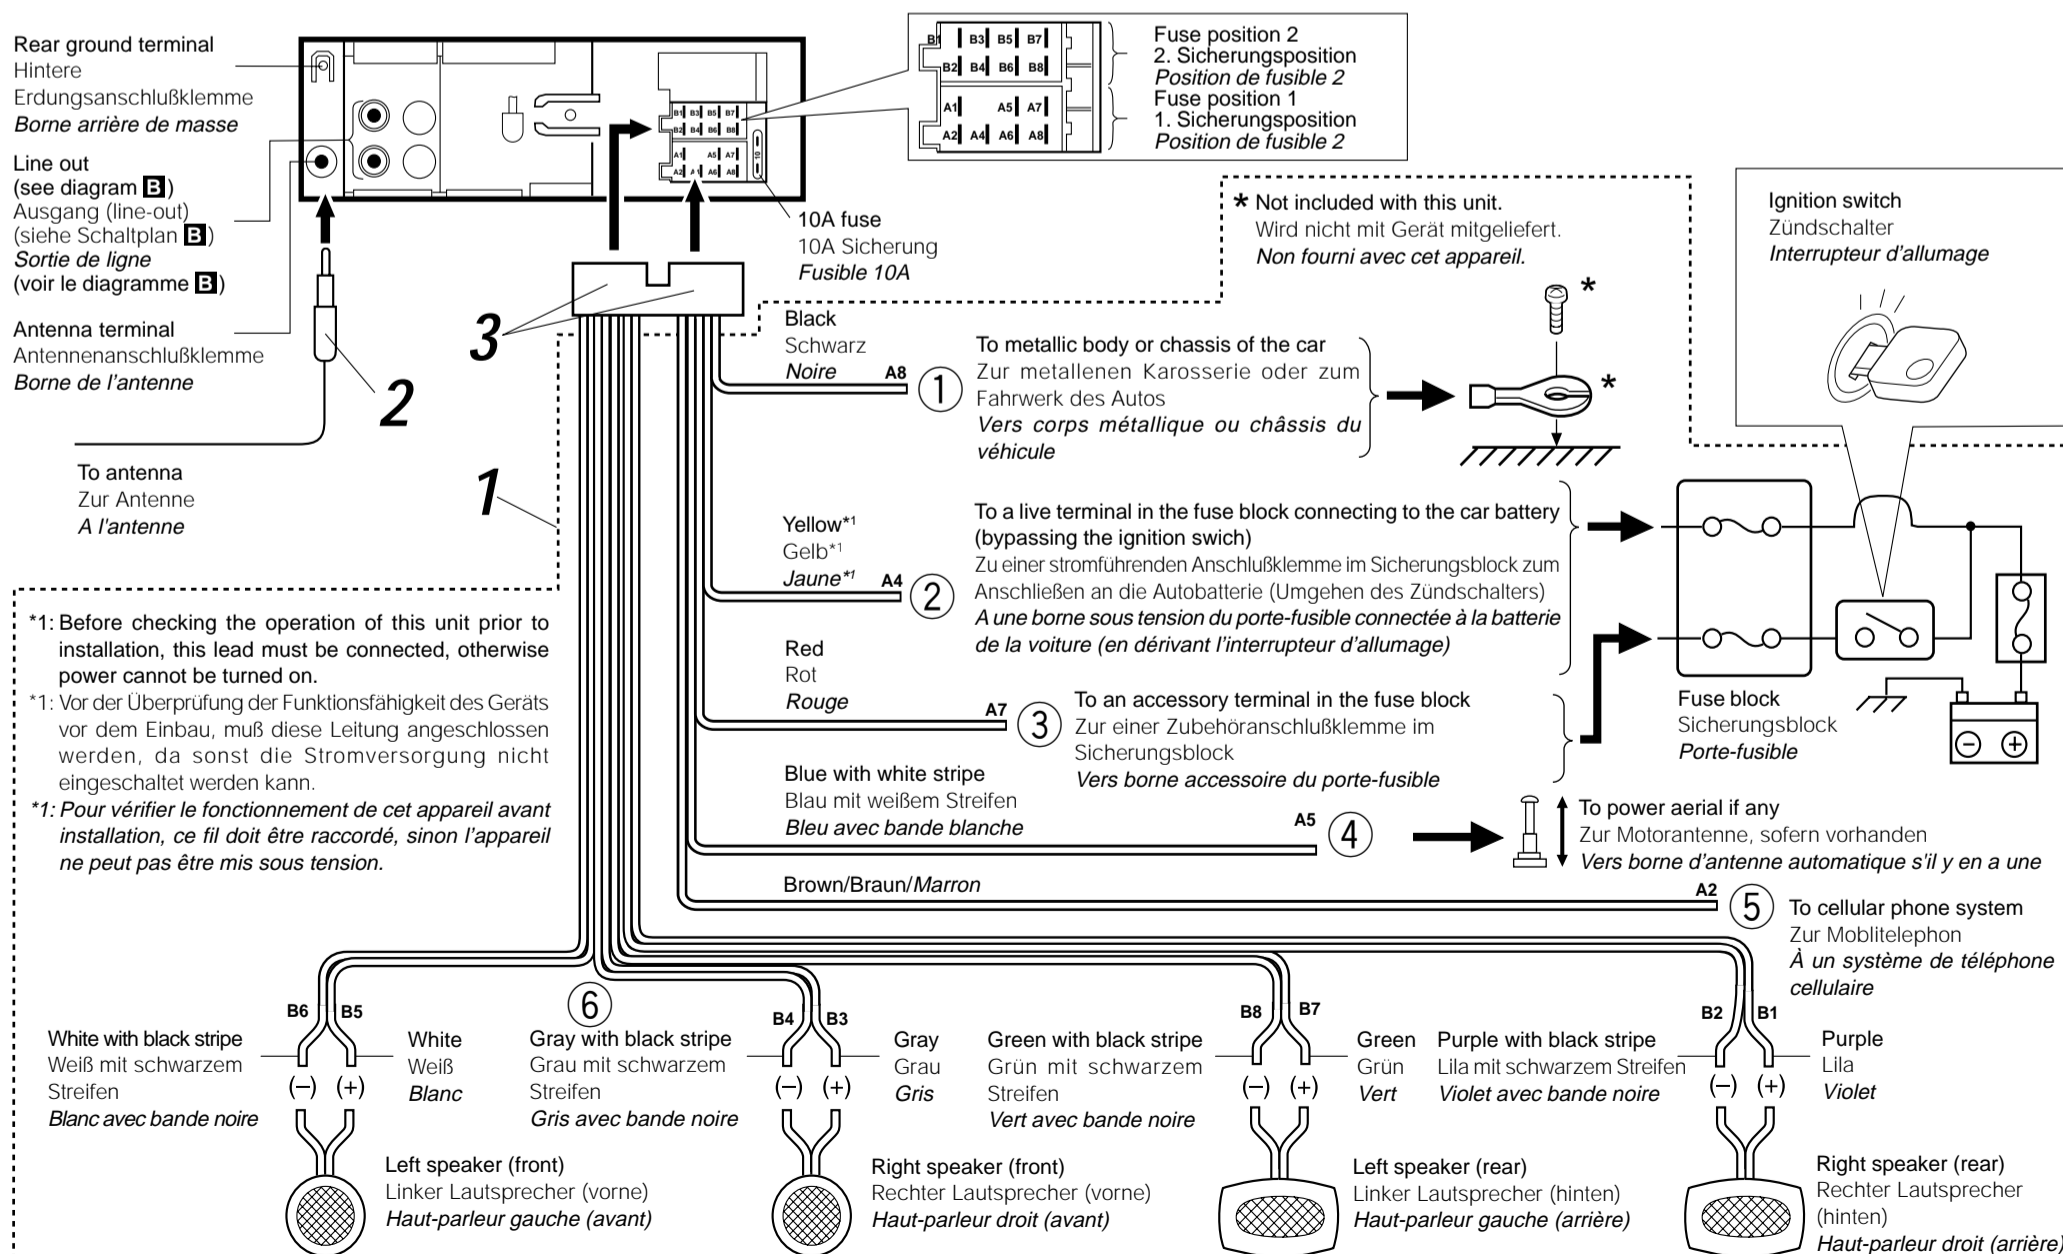 Rear ground terminal
Hintere
Erdungsanschlußklemme
Borne arrière de masse
Line out
(see diagram B)
Ausgang (line-out)
(siehe Schaltplan B)
Sortie de ligne
(voir le diagramme B)
Antenna terminal
Antennenanschlußklemme
Borne de l'antenne
2
To antenna
Zur Antenne
A l'antenne
B1 B3 B5 B7
B2 B4 B6 B8
A1 A5 A7
A2 A1 A6 A8
10
B1 B3 B5 B7
B2 B4 B6 B8
A1 A5 A7
A2 A4 A6 A8
Fuse position 2
2. Sicherungsposition
Position de fusible 2
Fuse position 1
1. Sicherungsposition
Position de fusible 2
10A fuse
10A Sicherung
Fusible 10A
* Not included with this unit.
Wird nicht mit Gerät mitgeliefert.
Non fourni avec cet appareil.
Ignition switch
Zündschalter
Interrupteur d'allumage
3
1
Black
Schwarz
Noire
A8
1
To metallic body or chassis of the car
Zur metallenen Karosserie oder zum
Fahrwerk des Autos
Vers corps métallique ou châssis du
véhicule
*
*
Yellow*1
Gelb*1
Jaune*1
A4
2
To a live terminal in the fuse block connecting to the car battery
(bypassing the ignition swich)
Zu einer stromführenden Anschlußklemme im Sicherungsblock zum
Anschließen an die Autobatterie (Umgehen des Zündschalters)
A une borne sous tension du porte-fusible connectée à la batterie
de la voiture (en dérivant l'interrupteur d'allumage)
Red
Rot
Rouge
A7
3
To an accessory terminal in the fuse block
Zur einer Zubehöranschlußklemme im
Sicherungsblock
Vers borne accessoire du porte-fusible
Fuse block
Sicherungsblock
Porte-fusible
− +
*1: Before checking the operation of this unit prior to
installation, this lead must be connected, otherwise
power cannot be turned on.
*1: Vor der Überprüfung der Funktionsfähigkeit des Geräts
vor dem Einbau, muß diese Leitung angeschlossen
werden, da sonst die Stromversorgung nicht
eingeschaltet werden kann.
*1: Pour vérifier le fonctionnement de cet appareil avant
installation, ce fil doit être raccordé, sinon l'appareil
ne peut pas être mis sous tension.
Blue with white stripe
Blau mit weißem Streifen
Bleu avec bande blanche
A5
4
To power aerial if any
Zur Motorantenne, sofern vorhanden
Vers borne d'antenne automatique s'il y en a une
Brown/Braun/Marron
A2
5
To cellular phone system
Zur Moblitelephon
À un système de téléphone
cellulaire
6
B6 B5
White with black stripe
Weiß mit schwarzem
Streifen
Blanc avec bande noire
(−) (+)
White
Weiß
Blanc
Left speaker (front)
Linker Lautsprecher (vorne)
Haut-parleur gauche (avant)
B4 B3
Gray with black stripe
Grau mit schwarzem
Streifen
Gris avec bande noire
(−) (+)
Gray
Grau
Gris
Right speaker (front)
Rechter Lautsprecher (vorne)
Haut-parleur droit (avant)
B8 B7
Green with black stripe
Grün mit schwarzem
Streifen
Vert avec bande noire
(−) (+)
Green
Grün
Vert
Left speaker (rear)
Linker Lautsprecher (hinten)
Haut-parleur gauche (arrière)
B2 B1
Purple with black stripe
Lila mit schwarzem Streifen
Violet avec bande noire
(−) (+)
Purple
Lila
Violet
Right speaker (rear)
Rechter Lautsprecher
(hinten)
Haut-parleur droit (arrière)